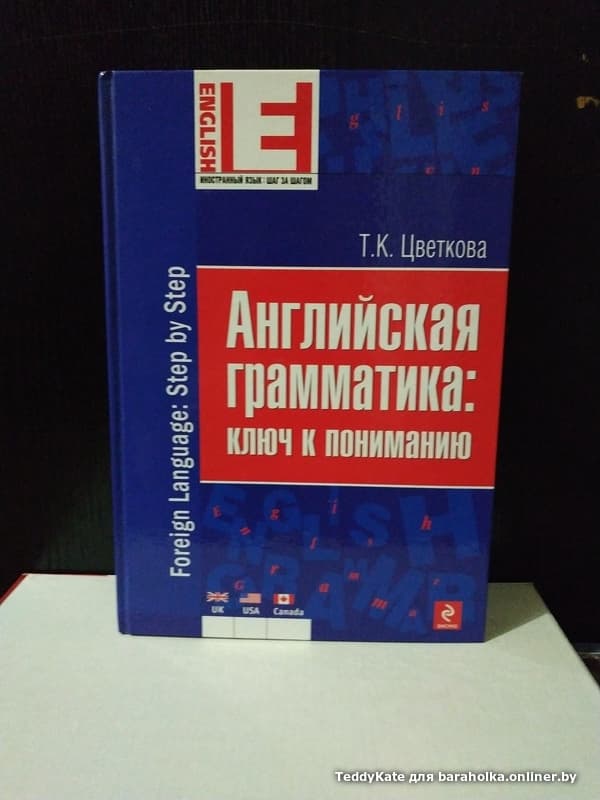 ENGLISH
E
ИНОСТРАННЫЙ ЯЗЫК: ШАГ ЗА ШАГОМ
Т.К. Цветкова
Foreign Language: Step by Step
Английская
грамматика:
ключ к пониманию
UK
USA
Canada
ЭКСМО
TeddyKate для baraholka.onliner.by